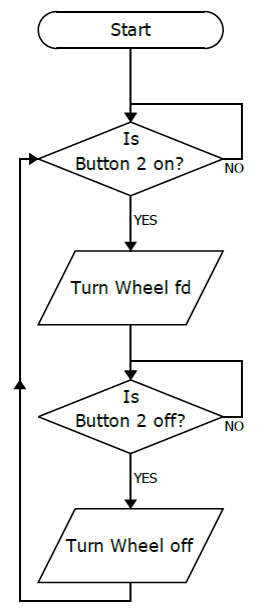 Start
Is
Button 2 on?
NO
YES
Turn Wheel fd
Is
Button 2 off?
NO
YES
Turn Wheel off